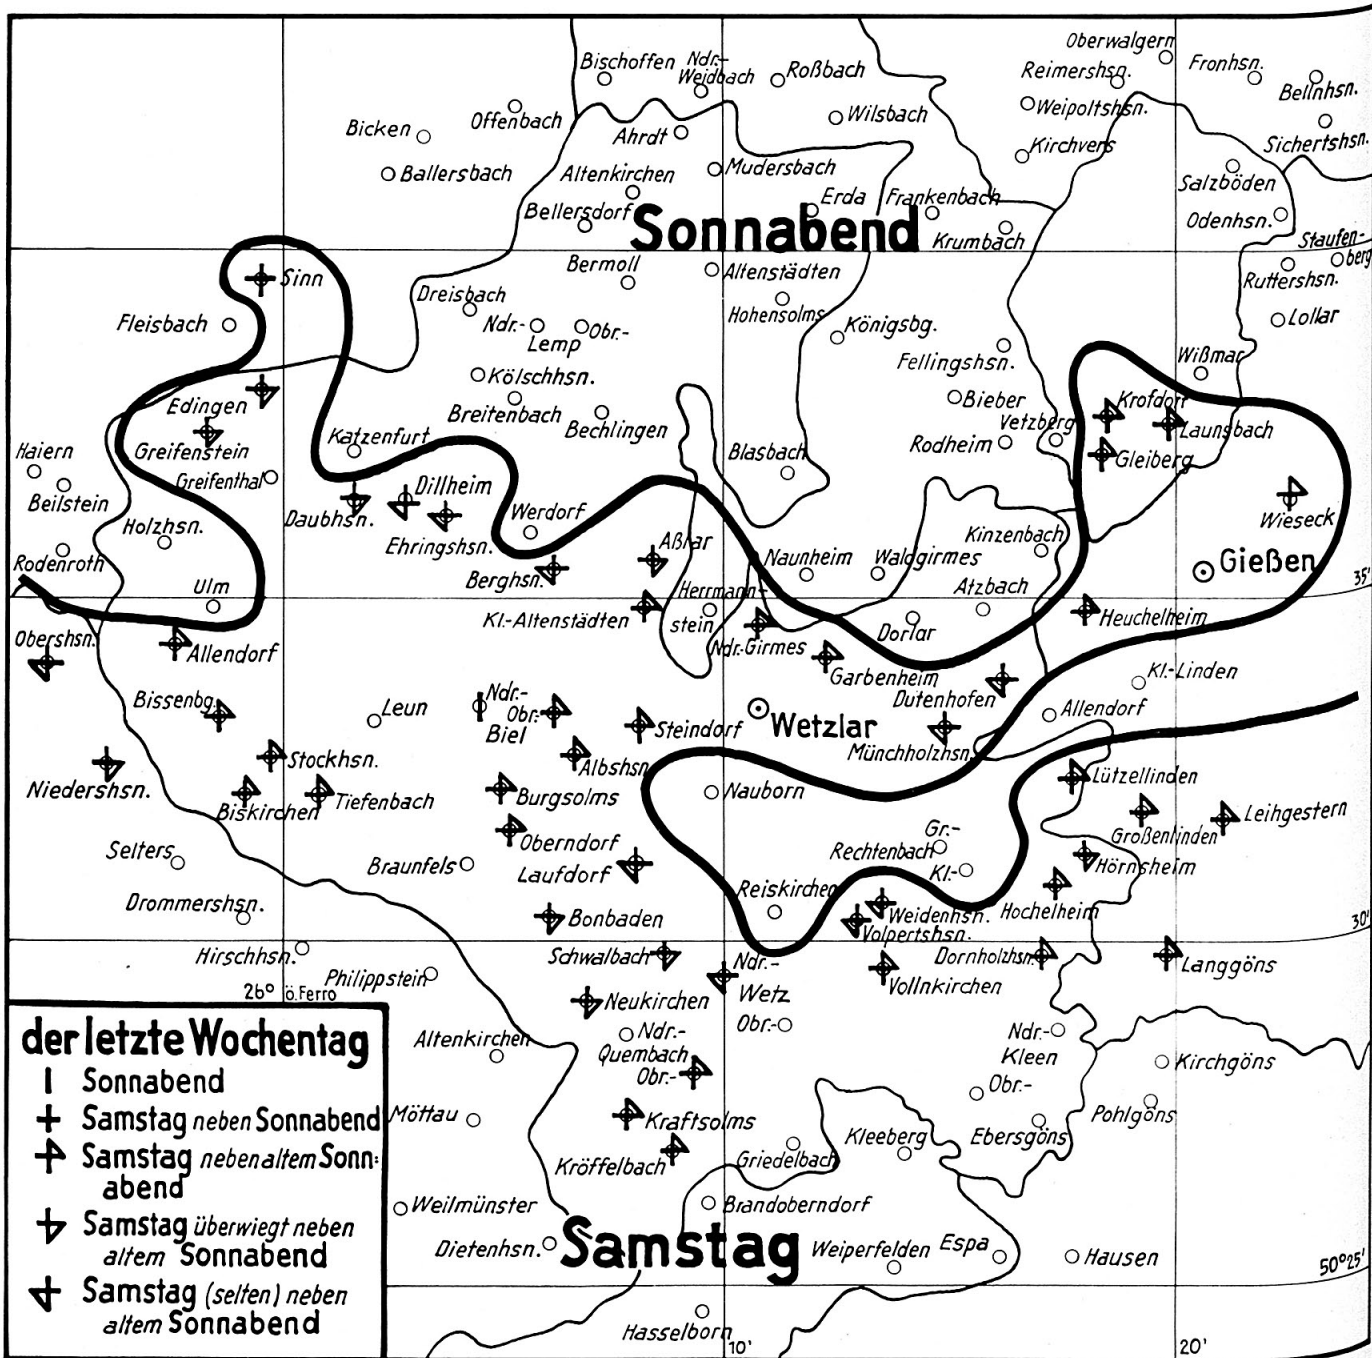 Oberwalgern
Bischoffen
Ndr.-
Weidbach
Roßbach
Reimershsn.
Fronhsn.
Bellnhsn.
Offenbach
Wilsbach
Weipoltshsn.
Bicken
Ahrdt
Kirchvers
Sichertshsn.
Ballersbach
Altenkirchen
Mudersbach
Salzböden
Bellersdorf
Erda
Frankenbach
Odenhsn.
Sonnabend
Krumbach
Staufen-
berg
Sinn
Bermoll
Altenstädten
Ruttershsn.
Dreisbach
Hohensolms
Fleisbach
Ndr.-
Obr.-
Lemp
Königsbg.
Lollar
Fellingshsn.
Wißmar
Kölschhsn.
Edingen
Breitenbach
Bieber
Krofdorf
Bechlingen
Vetzberg
Launsbach
Haiern
Greifenstein
Katzenfurt
Blasbach
Rodheim
Gleiberg
Greifenthal
Beilstein
Dillheim
Daubhsn.
Holzhsn.
Werdorf
Wieseck
Ehringshsn.
Aßlar
Kinzenbach
Rodenroth
Naunheim
Waldgirmes
Gießen
Berghsn.
35'
Ulm
Herrmann-
stein
Atzbach
Kl.-Altenstädten
Heuchelheim
Obershsn.
Allendorf
Ndr.-Girmes
Dorlar
Garbenheim
Kl.-Linden
Bissenbg.
Leun
Ndr.-
Obr.-
Biel
Dutenhofen
Steindorf
Wetzlar
Allendorf
Münchholzhsn.
Stockhsn.
Albshsn.
Niedershsn.
Lützellinden
Biskirchen
Tiefenbach
Burgsolms
Nauborn
Leihgestern
Oberndorf
Gr.-
Großenlinden
Selters
Braunfels
Laufdorf
Rechtenbach
Kl.-
Hörnsheim
Drommershsn.
Reiskirchen
Bonbaden
Weidenhsn.
Hochelheim
Volpertshsn.
30'
Hirschhsn.
Schwalbach
Ndr.-
Wetz
Obr.-
Dornholzhsn.
Langgöns
Philippstein
Vollnkirchen
26° ö.Ferro
Neukirchen
der letzte Wochentag
Sonnabend
Samstag neben Sonnabend
Samstag neben altem Sonn-
abend
Samstag überwiegt neben
altem Sonnabend
Samstag (selten) neben
altem Sonnabend
Altenkirchen
Ndr.-
Quembach
Obr.-
Ndr.-
Kleen
Obr.-
Kirchgöns
Möttau
Kraftsolms
Pohlgöns
Kleeberg
Ebersgöns
Kröffelbach
Griedelbach
Weilmünster
Brandoberndorf
Dietenhsn.
Samstag
Weiperfelden
Espa
Hausen
50°25'
Hasselborn
10'
20'